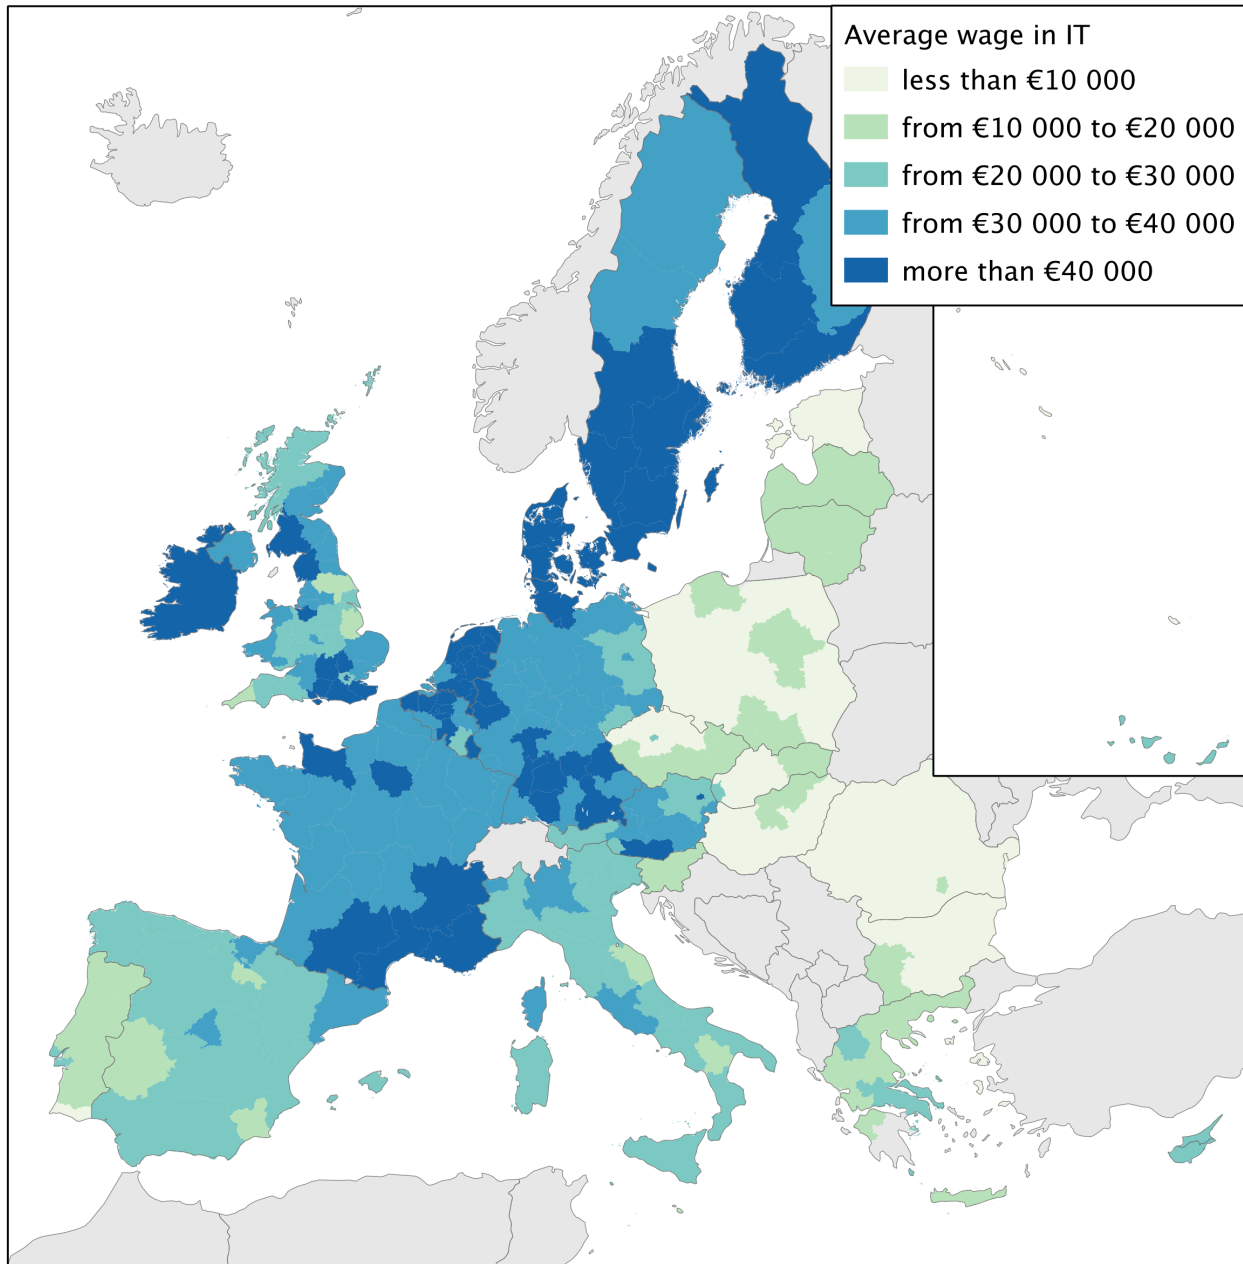 Average wage in IT
less than €10 000
from €10 000 to €20 000
from €20 000 to €30 000
from €30 000 to €40 000
more than €40 000